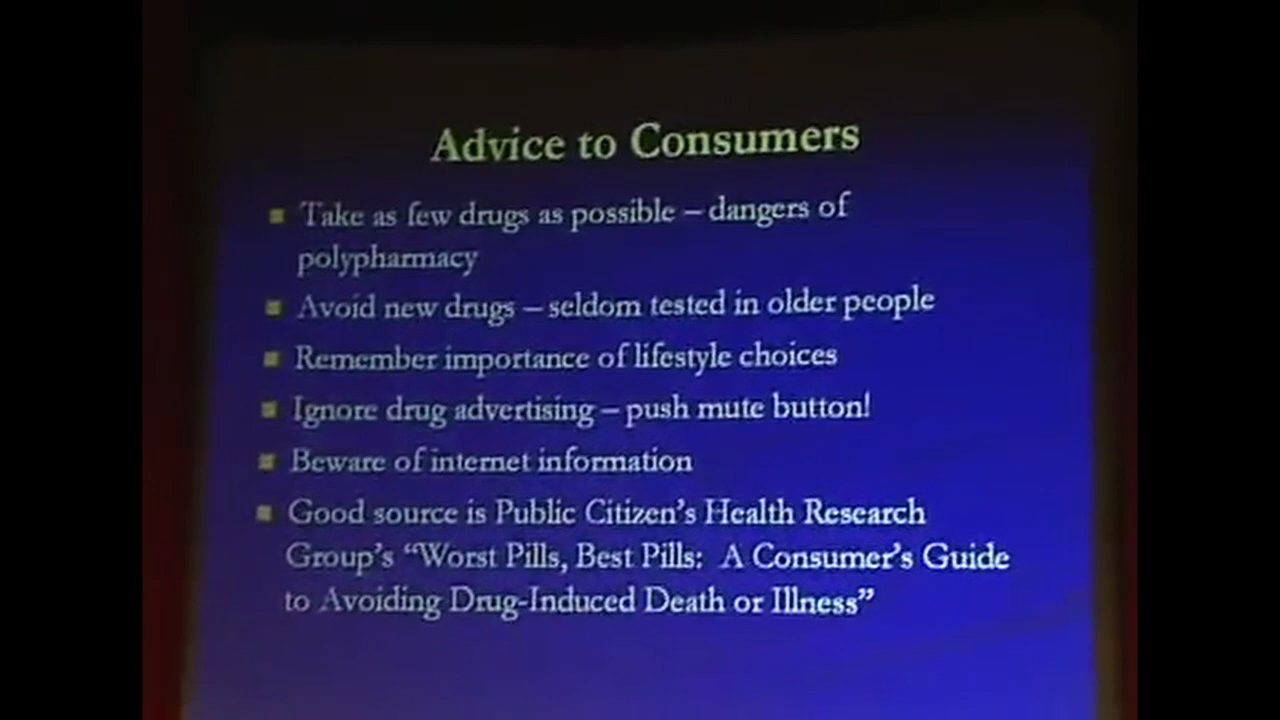 Advice to Consumers
■ Take as few drugs as possible – dangers of
polypharmacy
■ Avoid new drugs – seldom tested in older people
■ Remember importance of lifestyle choices
■ Ignore drug advertising – push mute button!
■ Beware of internet information
■ Good source is Public Citizen’s Health Research
Group’s “Worst Pills, Best Pills: A Consumer’s Guide
to Avoiding Drug-Induced Death or Illness”